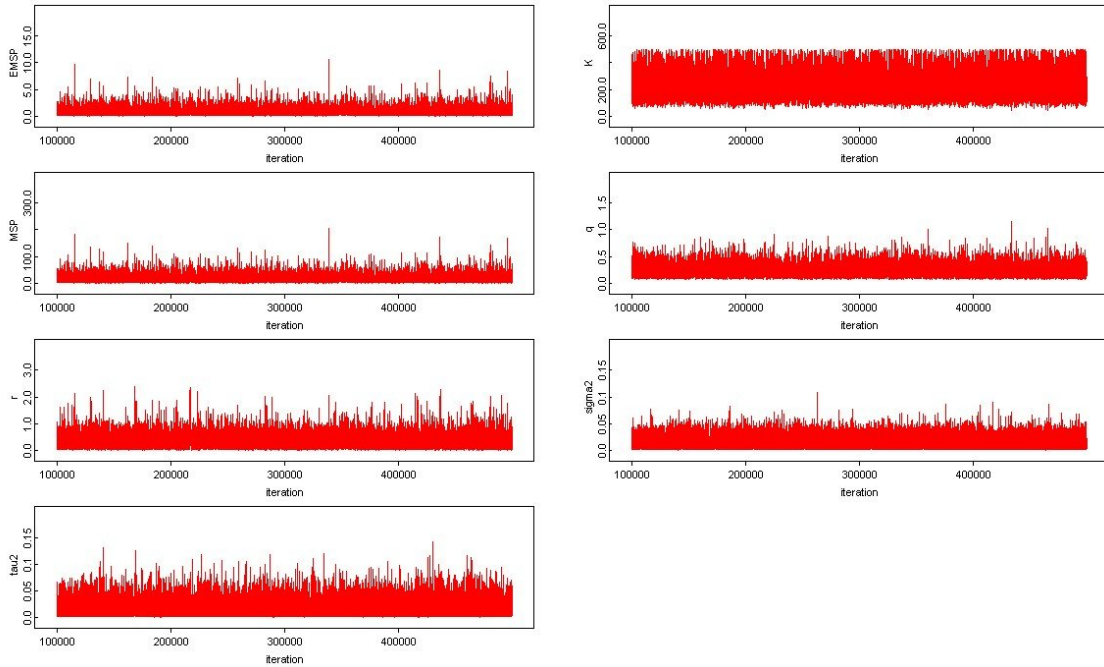 EMSP
0.0 5.0 10.0 15.0
100000 200000 300000 400000
iteration
K
0.0 200.0 600.0
100000 200000 300000 400000
iteration
MSP
0.0 100.0 300.0
100000 200000 300000 400000
iteration
q
0.0 0.5 1.0 1.5
100000 200000 300000 400000
iteration
r
0.0 1.0 2.0 3.0
100000 200000 300000 400000
iteration
sigma2
0.0 0.05 0.1 0.15
100000 200000 300000 400000
iteration
tau2
0.0 0.05 0.1 0.15
100000 200000 300000 400000
iteration